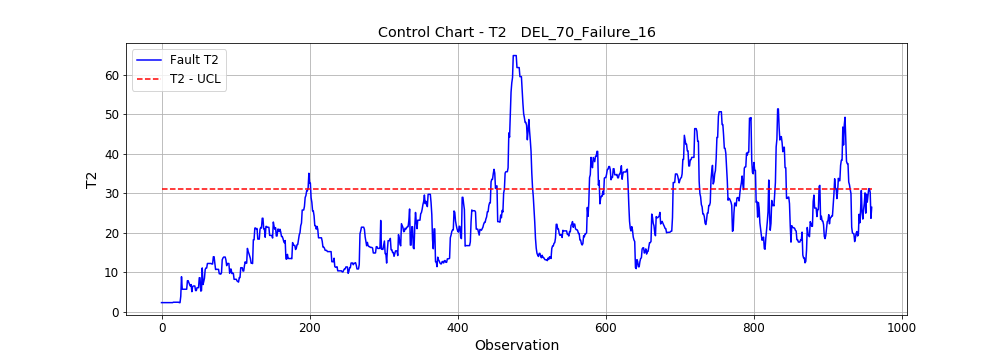 Control Chart - T2 DEL_70_Failure_16
Fault T2
T2 - UCL
60
50
40
30
20
10
0
T2
0 200 400 600 800 1000
Observation